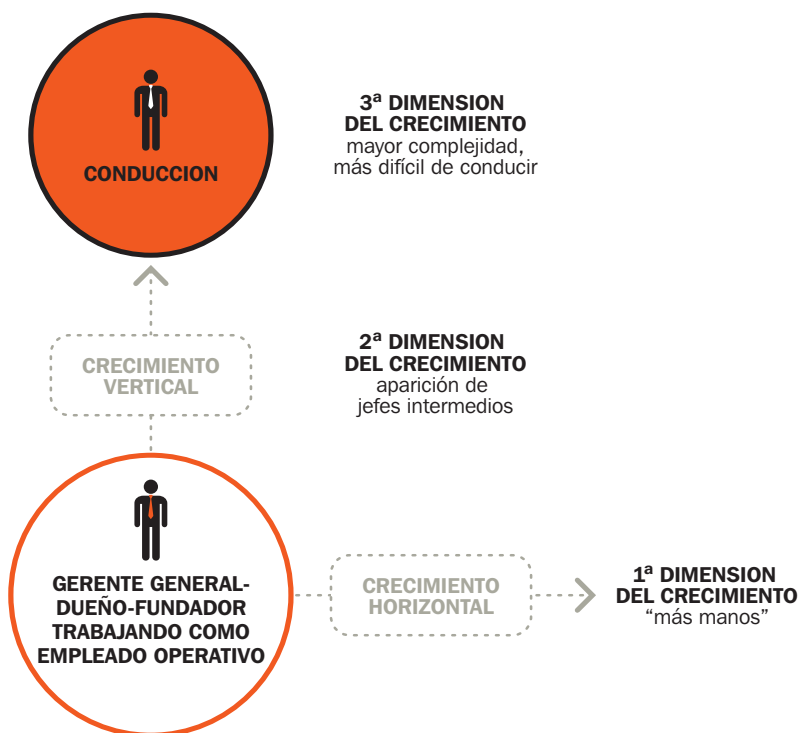 CONDUCCION
3ª DIMENSION
DEL CRECIMIENTO
mayor complejidad,
más difícil de conducir
CRECIMIENTO
VERTICAL
2ª DIMENSION
DEL CRECIMIENTO
aparición de
jefes intermedios
GERENTE GENERAL-
DUEÑO-FUNDADOR
TRABAJANDO COMO
EMPLEADO OPERATIVO
CRECIMIENTO
HORIZONTAL
1ª DIMENSION
DEL CRECIMIENTO
“más manos”